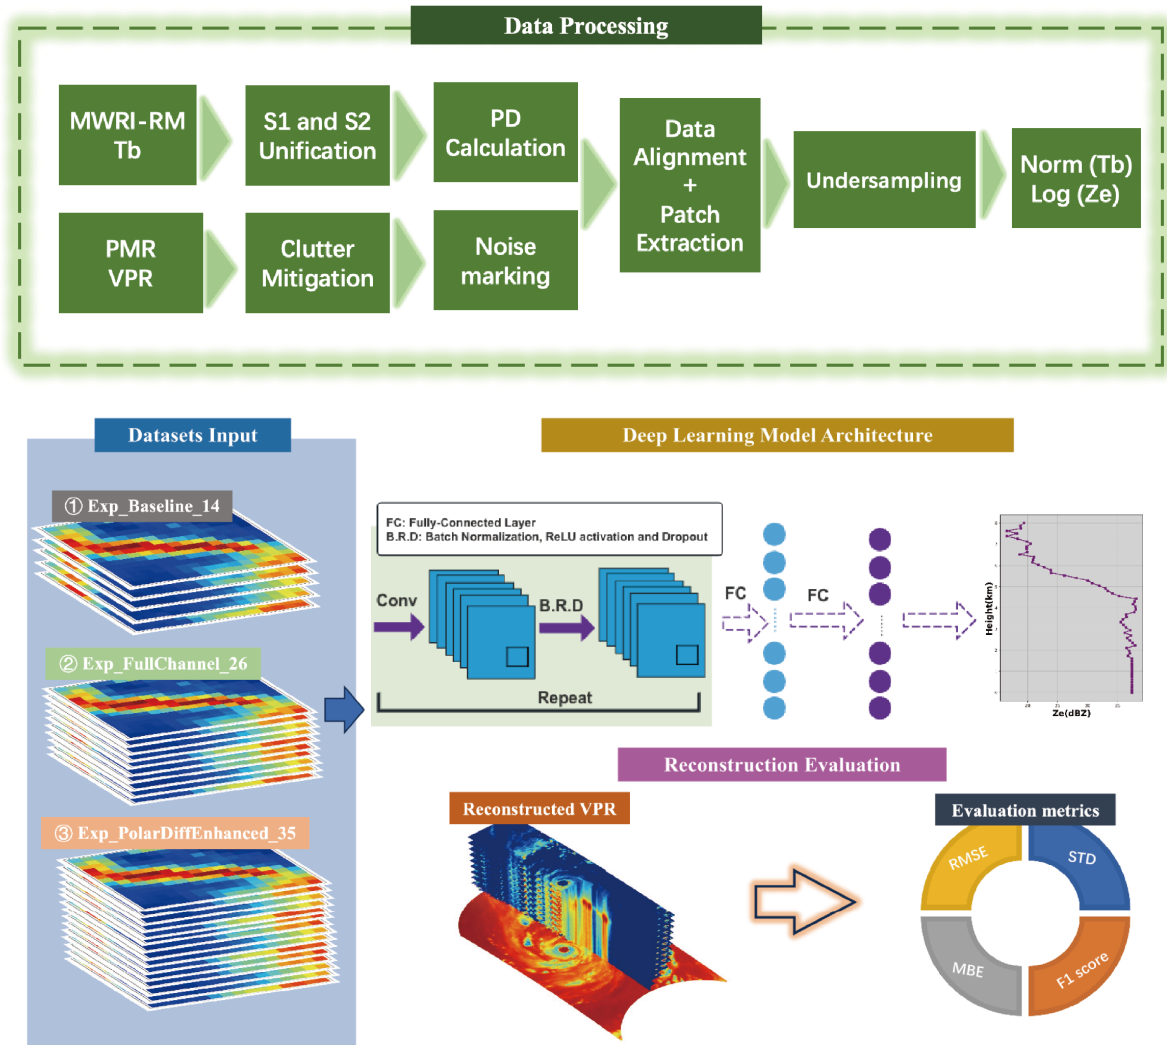 Data Processing
MWRI-RM
Tb
S1 and S2
Unification
PD
Calculation
Data
Alignment
+
Patch
Extraction
Undersampling
Norm (Tb)
Log (Ze)
PMR
VPR
Clutter
Mitigation
Noise
marking
Datasets Input
① Exp_Baseline_14
② Exp_FullChannel_26
③ Exp_PolarDiffEnhanced_35
Deep Learning Model Architecture
FC: Fully-Connected Layer
B.R.D: Batch Normalization, ReLU activation and Dropout
Conv
B.R.D
Repeat
FC
FC
Height(km)
Ze(dBZ)
Reconstruction Evaluation
Reconstructed VPR
Evaluation metrics
RMSE
STD
MBE
F1 score